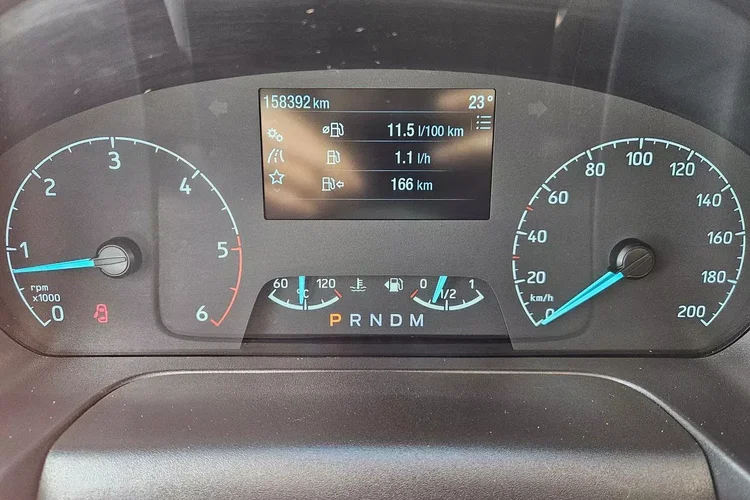 158392 km 23°
11.5 l/100 km
1.1 l/h
166 km
0 1 2 3 4 5 6
rpm
x1000
60 °C 120
0 1/2 1
P R N D M
0 20 40 60 80 100 120 140 160 180 200
km/h